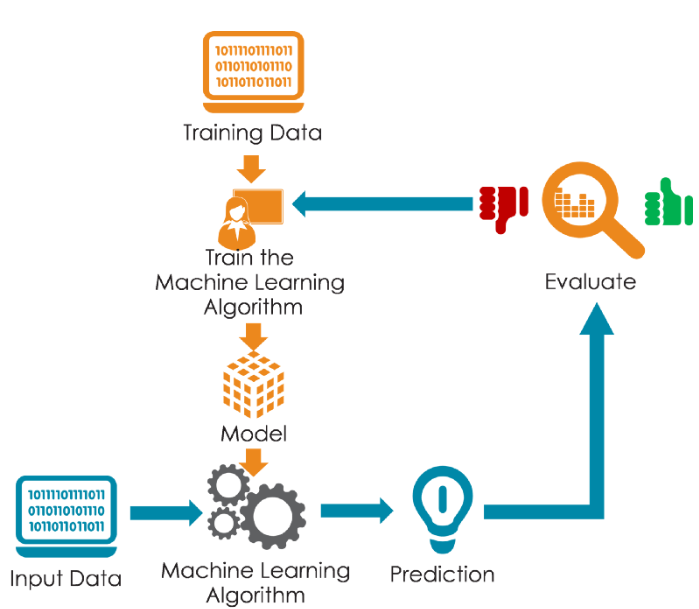 1011110111011
0110110101110
1011011011011
Training Data
Train the
Machine Learning
Algorithm
Evaluate
Model
1011110111011
0110110101110
1011011011011
Input Data
Machine Learning
Algorithm
Prediction